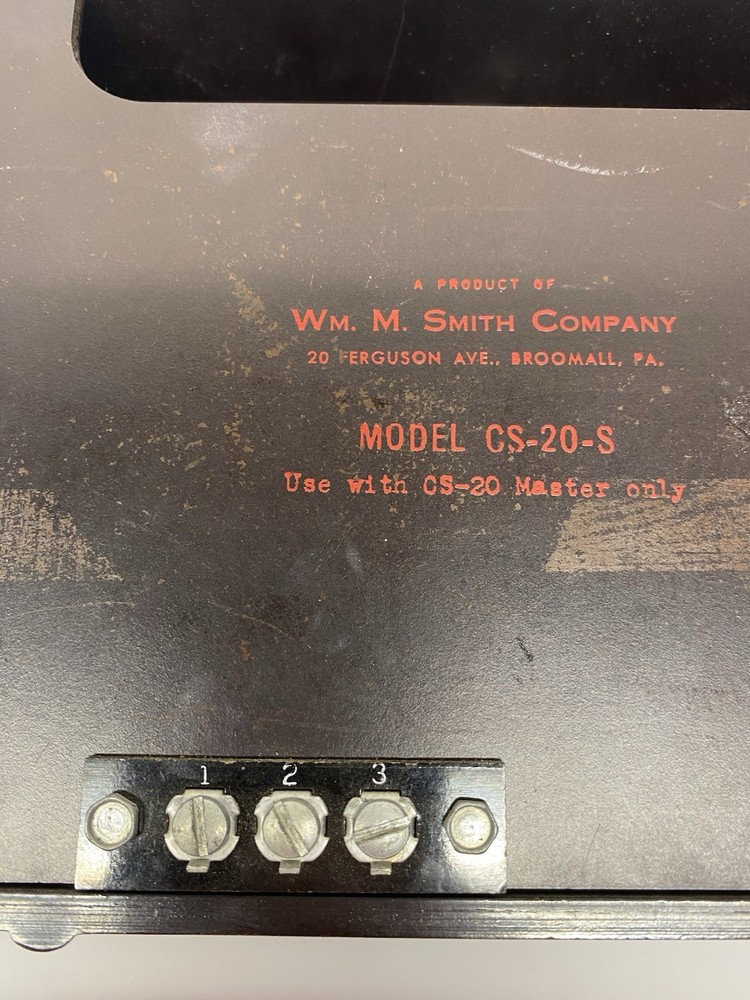 A PRODUCT OF
WM. M. SMITH COMPANY
20 FERGUSON AVE., BROOMALL, PA.
MODEL CS-20-S
Use with CS-20 Master only
1 2 3